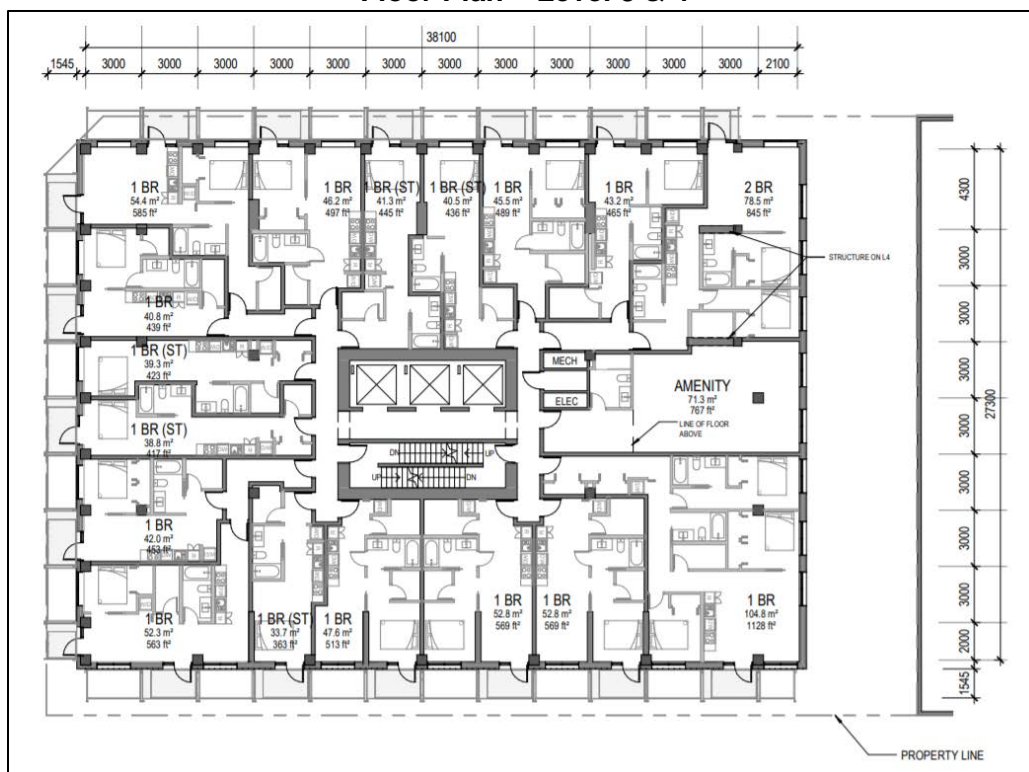 38100
1545 3000 3000 3000 3000 3000 3000 3000 3000 3000 3000 3000 3000 2100
1 BR
54.4 m²
585 ft²
1 BR
46.2 m²
497 ft²
1 BR (ST)
41.3 m²
445 ft²
1 BR (ST)
40.5 m²
436 ft²
1 BR
45.5 m²
489 ft²
1 BR
43.2 m²
465 ft²
2 BR
78.5 m²
845 ft²
STRUCTURE ON L4
1 BR
40.8 m²
439 ft²
1 BR (ST)
39.3 m²
423 ft²
1 BR (ST)
38.8 m²
417 ft²
MECH
ELEC
AMENITY
71.3 m²
767 ft²
LINE OF FLOOR
ABOVE
DN
UP
UP
DN
1 BR
42.0 m²
453 ft²
1 BR
52.3 m²
563 ft²
1 BR (ST)
33.7 m²
363 ft²
1 BR
47.6 m²
513 ft²
1 BR
52.8 m²
569 ft²
1 BR
52.8 m²
569 ft²
1 BR
104.8 m²
1128 ft²
4300
3000
3000
3000
3000
3000
3000
3000
2000
1545
27300
PROPERTY LINE